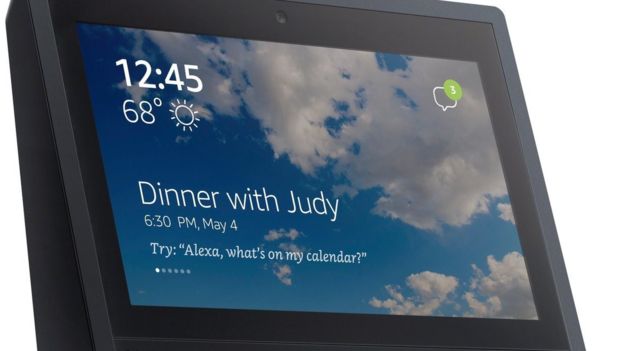 12:45
3
68°
Dinner with Judy
6:30 PM, May 4
Try: “Alexa, what’s on my calendar?”